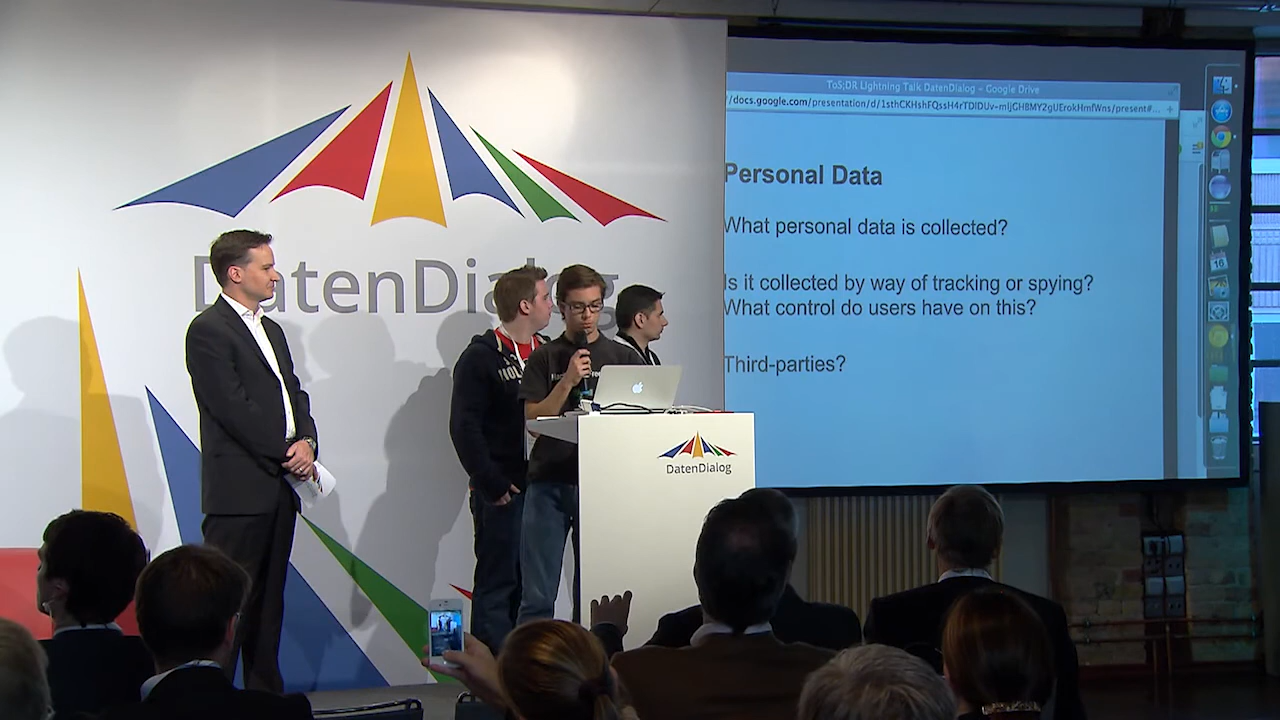 DatenDialog
ToS;DR Lightning Talk DatenDialog – Google Drive
Personal Data
What personal data is collected?
Is it collected by way of tracking or spying?
What control do users have on this?
Third-parties?
DatenDialog
16